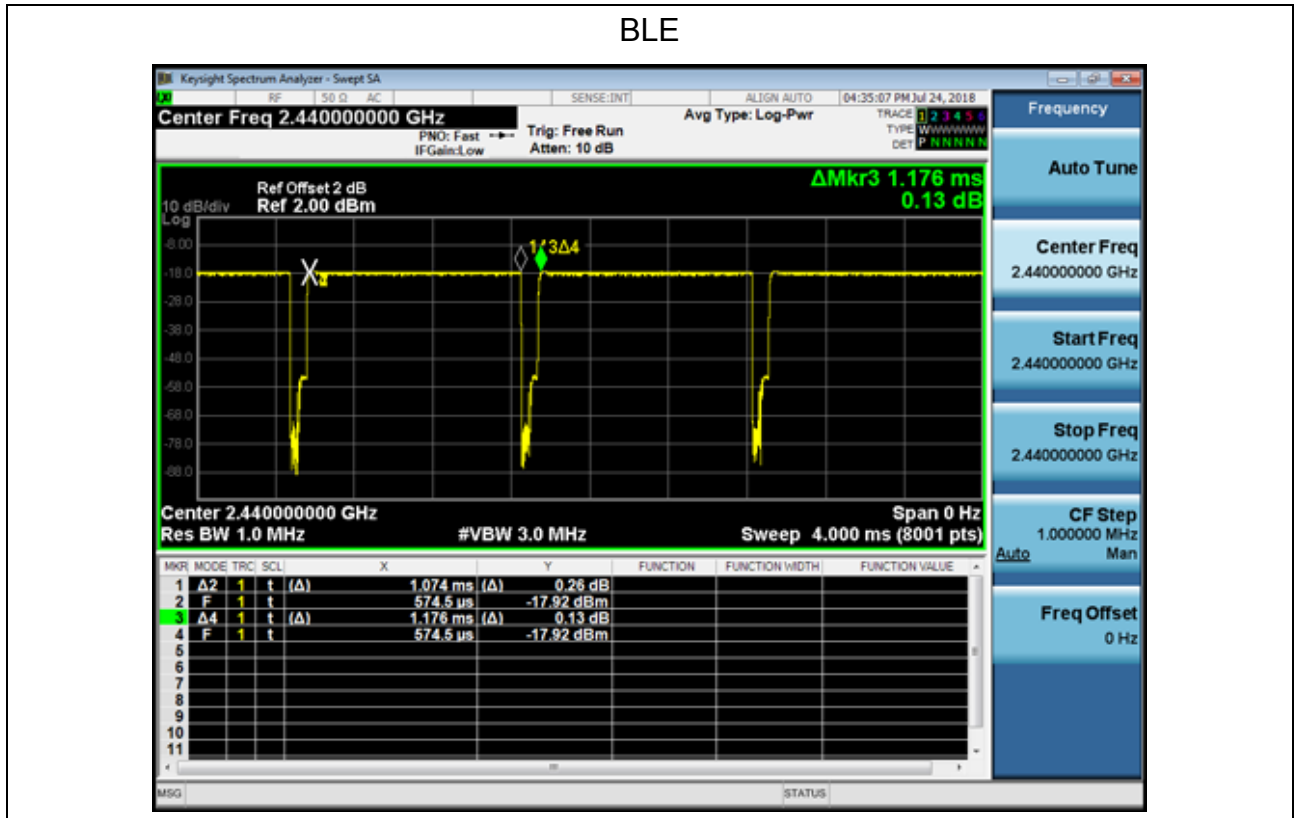 BLE
Keysight Spectrum Analyzer - Swept SA
RF 50 Ω AC SENSE:INT ALIGN AUTO 04:35:07 PM Jul 24, 2018
Center Freq 2.440000000 GHz
PNO: Fast
IFGain:Low
Trig: Free Run
Atten: 10 dB
Avg Type: Log-Pwr
TRACE 1 2 3 4 5 6
TYPE WWWWWW
DET P N N N N N
Frequency
ΔMkr3 1.176 ms
0.13 dB
Ref Offset 2 dB
10 dB/div Ref 2.00 dBm
Log
-8.00
-18.0
-28.0
-38.0
-48.0
-58.0
-68.0
-78.0
-88.0
3Δ4
Center 2.440000000 GHz Span 0 Hz
Res BW 1.0 MHz #VBW 3.0 MHz Sweep 4.000 ms (8001 pts)
MKR MODE TRC SCL X Y FUNCTION FUNCTION WIDTH FUNCTION VALUE
1 Δ2 1 t (Δ) 1.074 ms (Δ) 0.26 dB
2 F 1 t 574.5 µs -17.92 dBm
3 Δ4 1 t (Δ) 1.176 ms (Δ) 0.13 dB
4 F 1 t 574.5 µs -17.92 dBm
5
6
7
8
9
10
11
MSG STATUS
Auto Tune
Center Freq
2.440000000 GHz
Start Freq
2.440000000 GHz
Stop Freq
2.440000000 GHz
CF Step
1.000000 MHz
Auto Man
Freq Offset
0 Hz